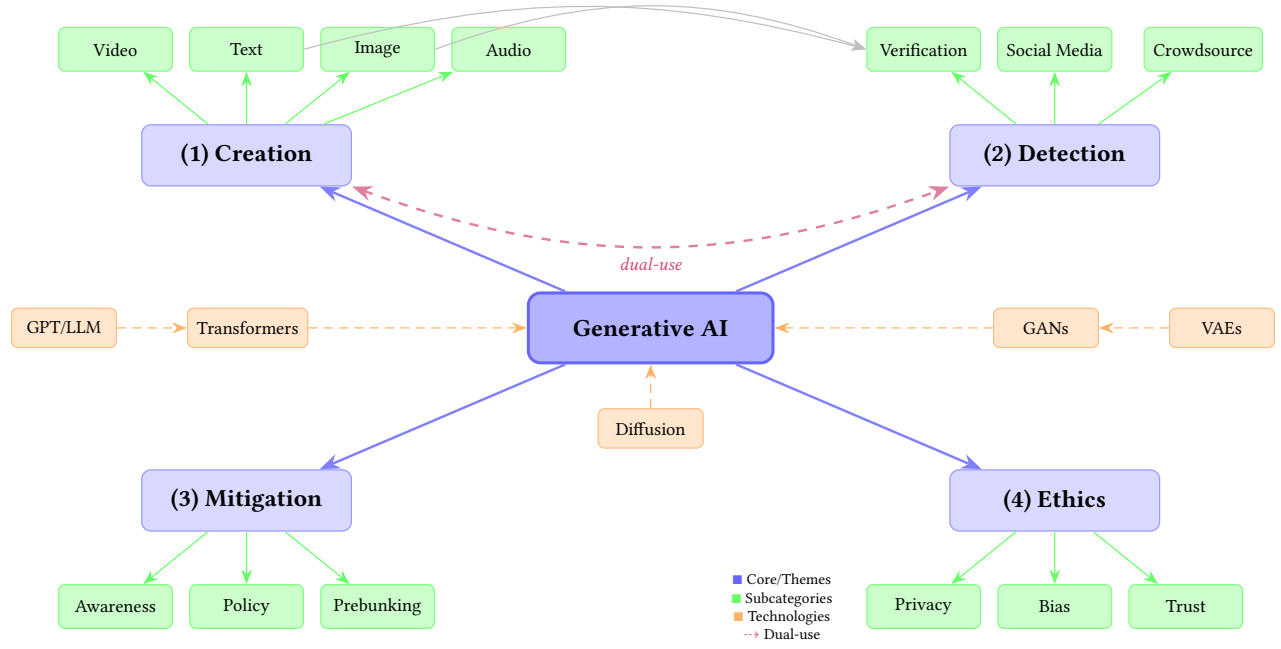 Video
Text
Image
Audio
Verification
Social Media
Crowdsource
(1) Creation
(2) Detection
dual-use
GPT/LLM
Transformers
Generative AI
GANs
VAEs
Diffusion
(3) Mitigation
(4) Ethics
Awareness
Policy
Prebunking
Privacy
Bias
Trust
Core/Themes
Subcategories
Technologies
Dual-use